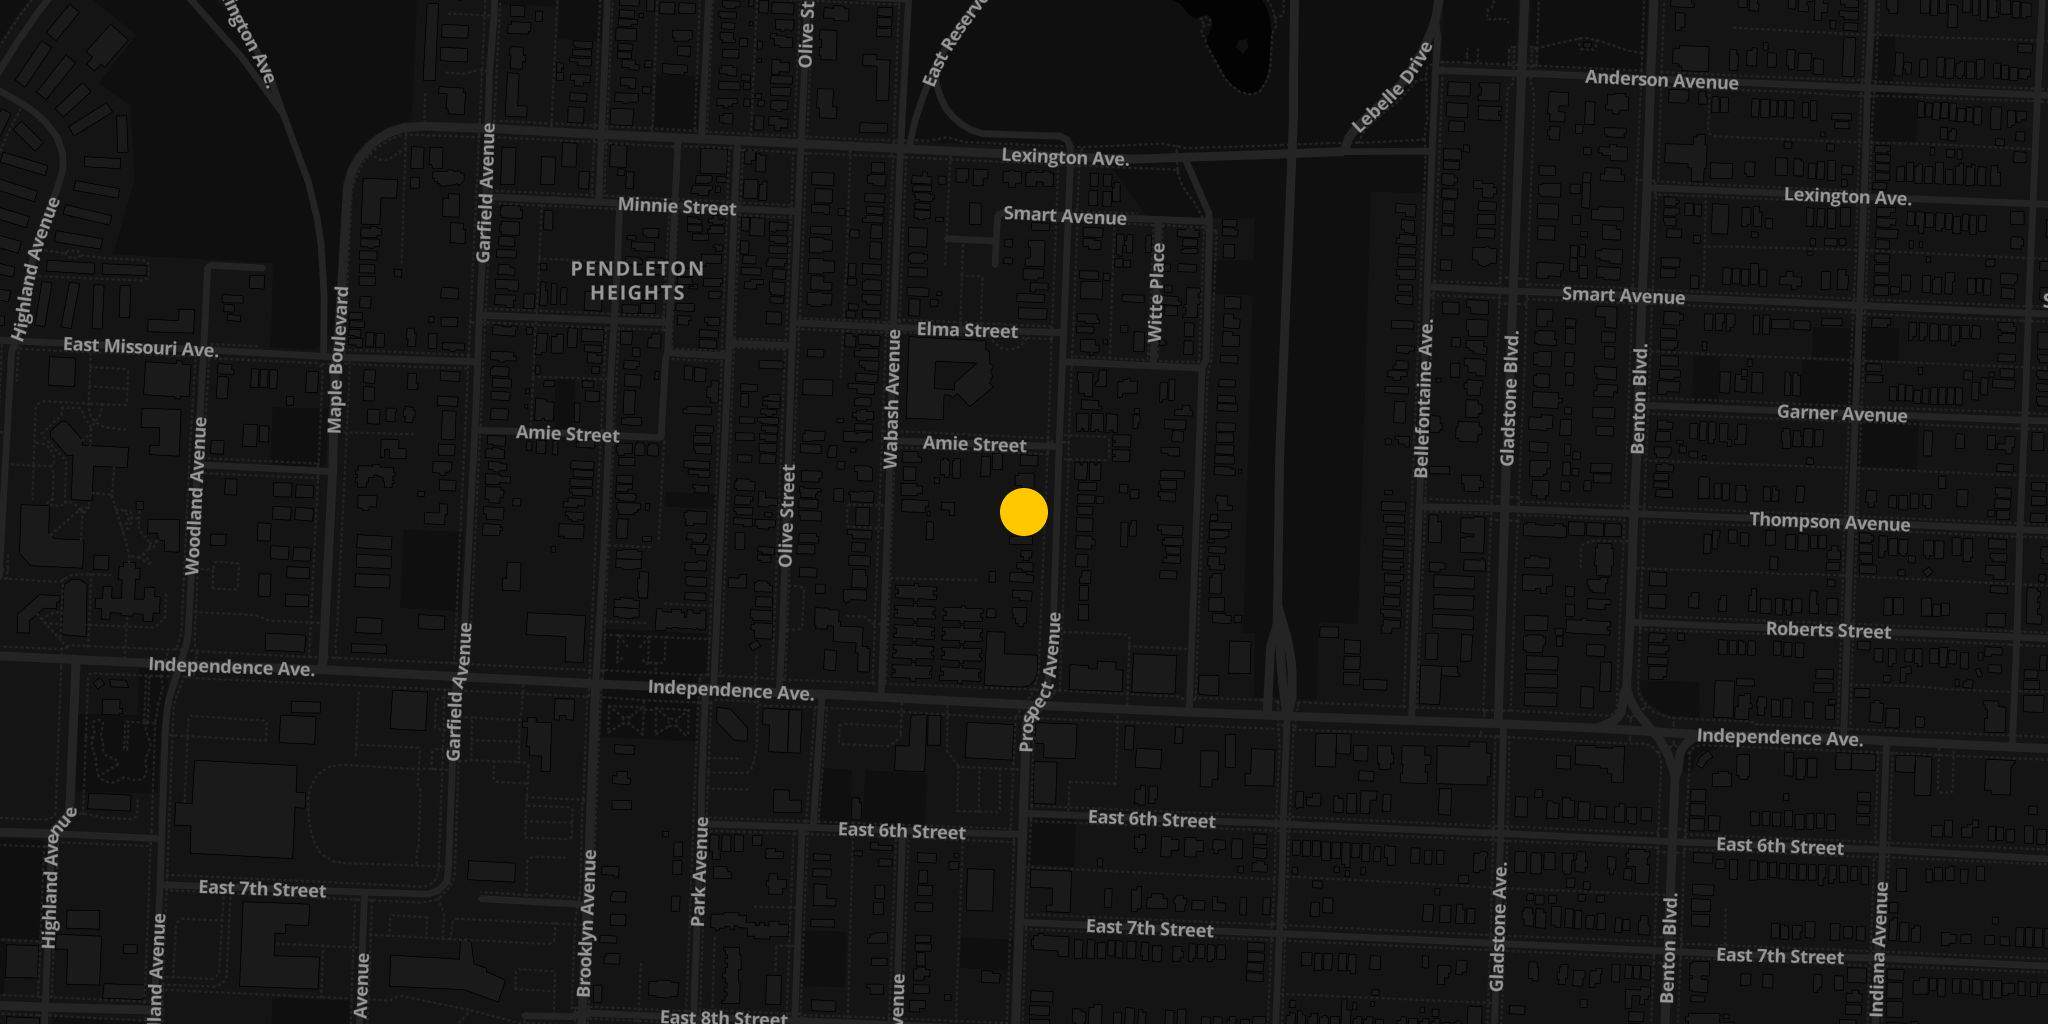 Olive St
East Reserve
Lebelle Drive
Anderson Avenue
Lexington Ave.
Lexington Ave.
Garfield Avenue
Minnie Street
Smart Avenue
Highland Avenue
PENDLETON
HEIGHTS
Witte Place
Smart Avenue
Elma Street
East Missouri Ave.
Maple Boulevard
Wabash Avenue
Bellefontaine Ave.
Gladstone Blvd.
Benton Blvd.
Garner Avenue
Amie Street
Amie Street
Woodland Avenue
Olive Street
Thompson Avenue
Roberts Street
Independence Ave.
Garfield Avenue
Independence Ave.
Prospect Avenue
Independence Ave.
East 6th Street
East 6th Street
East 6th Street
Highland Avenue
East 7th Street
Brooklyn Avenue
Park Avenue
Gladstone Ave.
Benton Blvd.
Indiana Avenue
East 7th Street
East 7th Street
land Avenue
Avenue
venue
East 8th Street